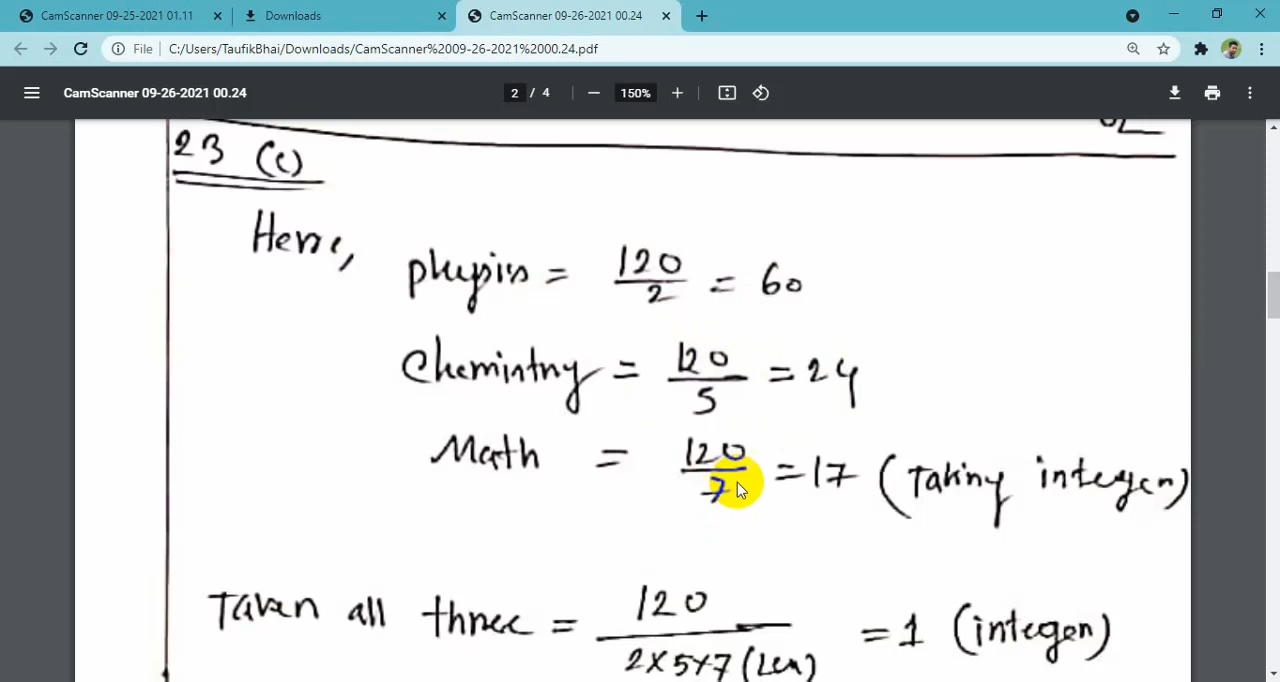 CamScanner 09-25-2021 01.11
Downloads
CamScanner 09-26-2021 00.24
File
C:/Users/TaufikBhai/Downloads/CamScanner%2009-26-2021%2000.24.pdf
CamScanner 09-26-2021 00.24
2 / 4
150%
23 (c)
Here,
= 120/2 = 60
Chemistry = 120/5 = 24
Math = 120/7 = 17 (Taking integer)
Taken all three = 120/2×5×7 = 1 (integer)